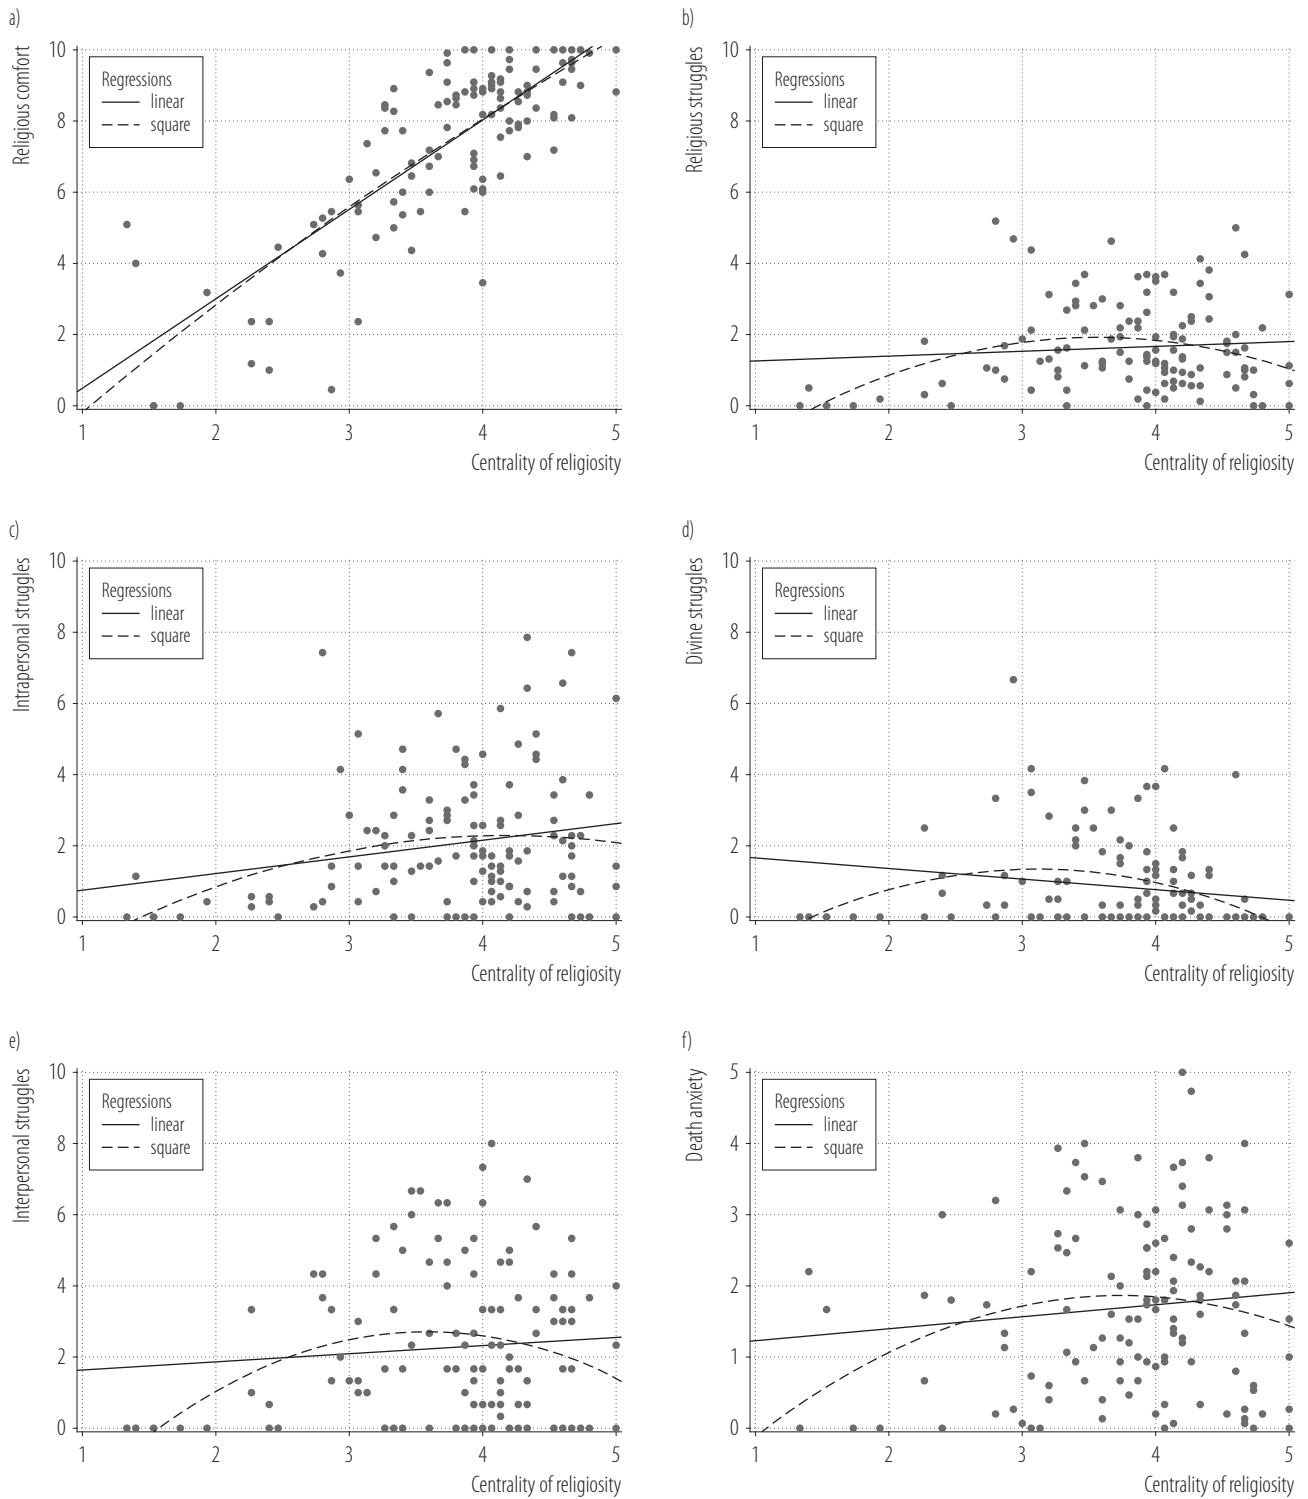 a)
Religious comfort
10
8
6
4
2
0
Regressions
linear
square
1 2 3 4 5
Centrality of religiosity
b)
Religious struggles
10
8
6
4
2
0
Regressions
linear
square
1 2 3 4 5
Centrality of religiosity
c)
Intrapersonal struggles
10
8
6
4
2
0
Regressions
linear
square
1 2 3 4 5
Centrality of religiosity
d)
Divine struggles
10
8
6
4
2
0
Regressions
linear
square
1 2 3 4 5
Centrality of religiosity
e)
Interpersonal struggles
10
8
6
4
2
0
Regressions
linear
square
1 2 3 4 5
Centrality of religiosity
f)
Death anxiety
5
4
3
2
1
0
Regressions
linear
square
1 2 3 4 5
Centrality of religiosity